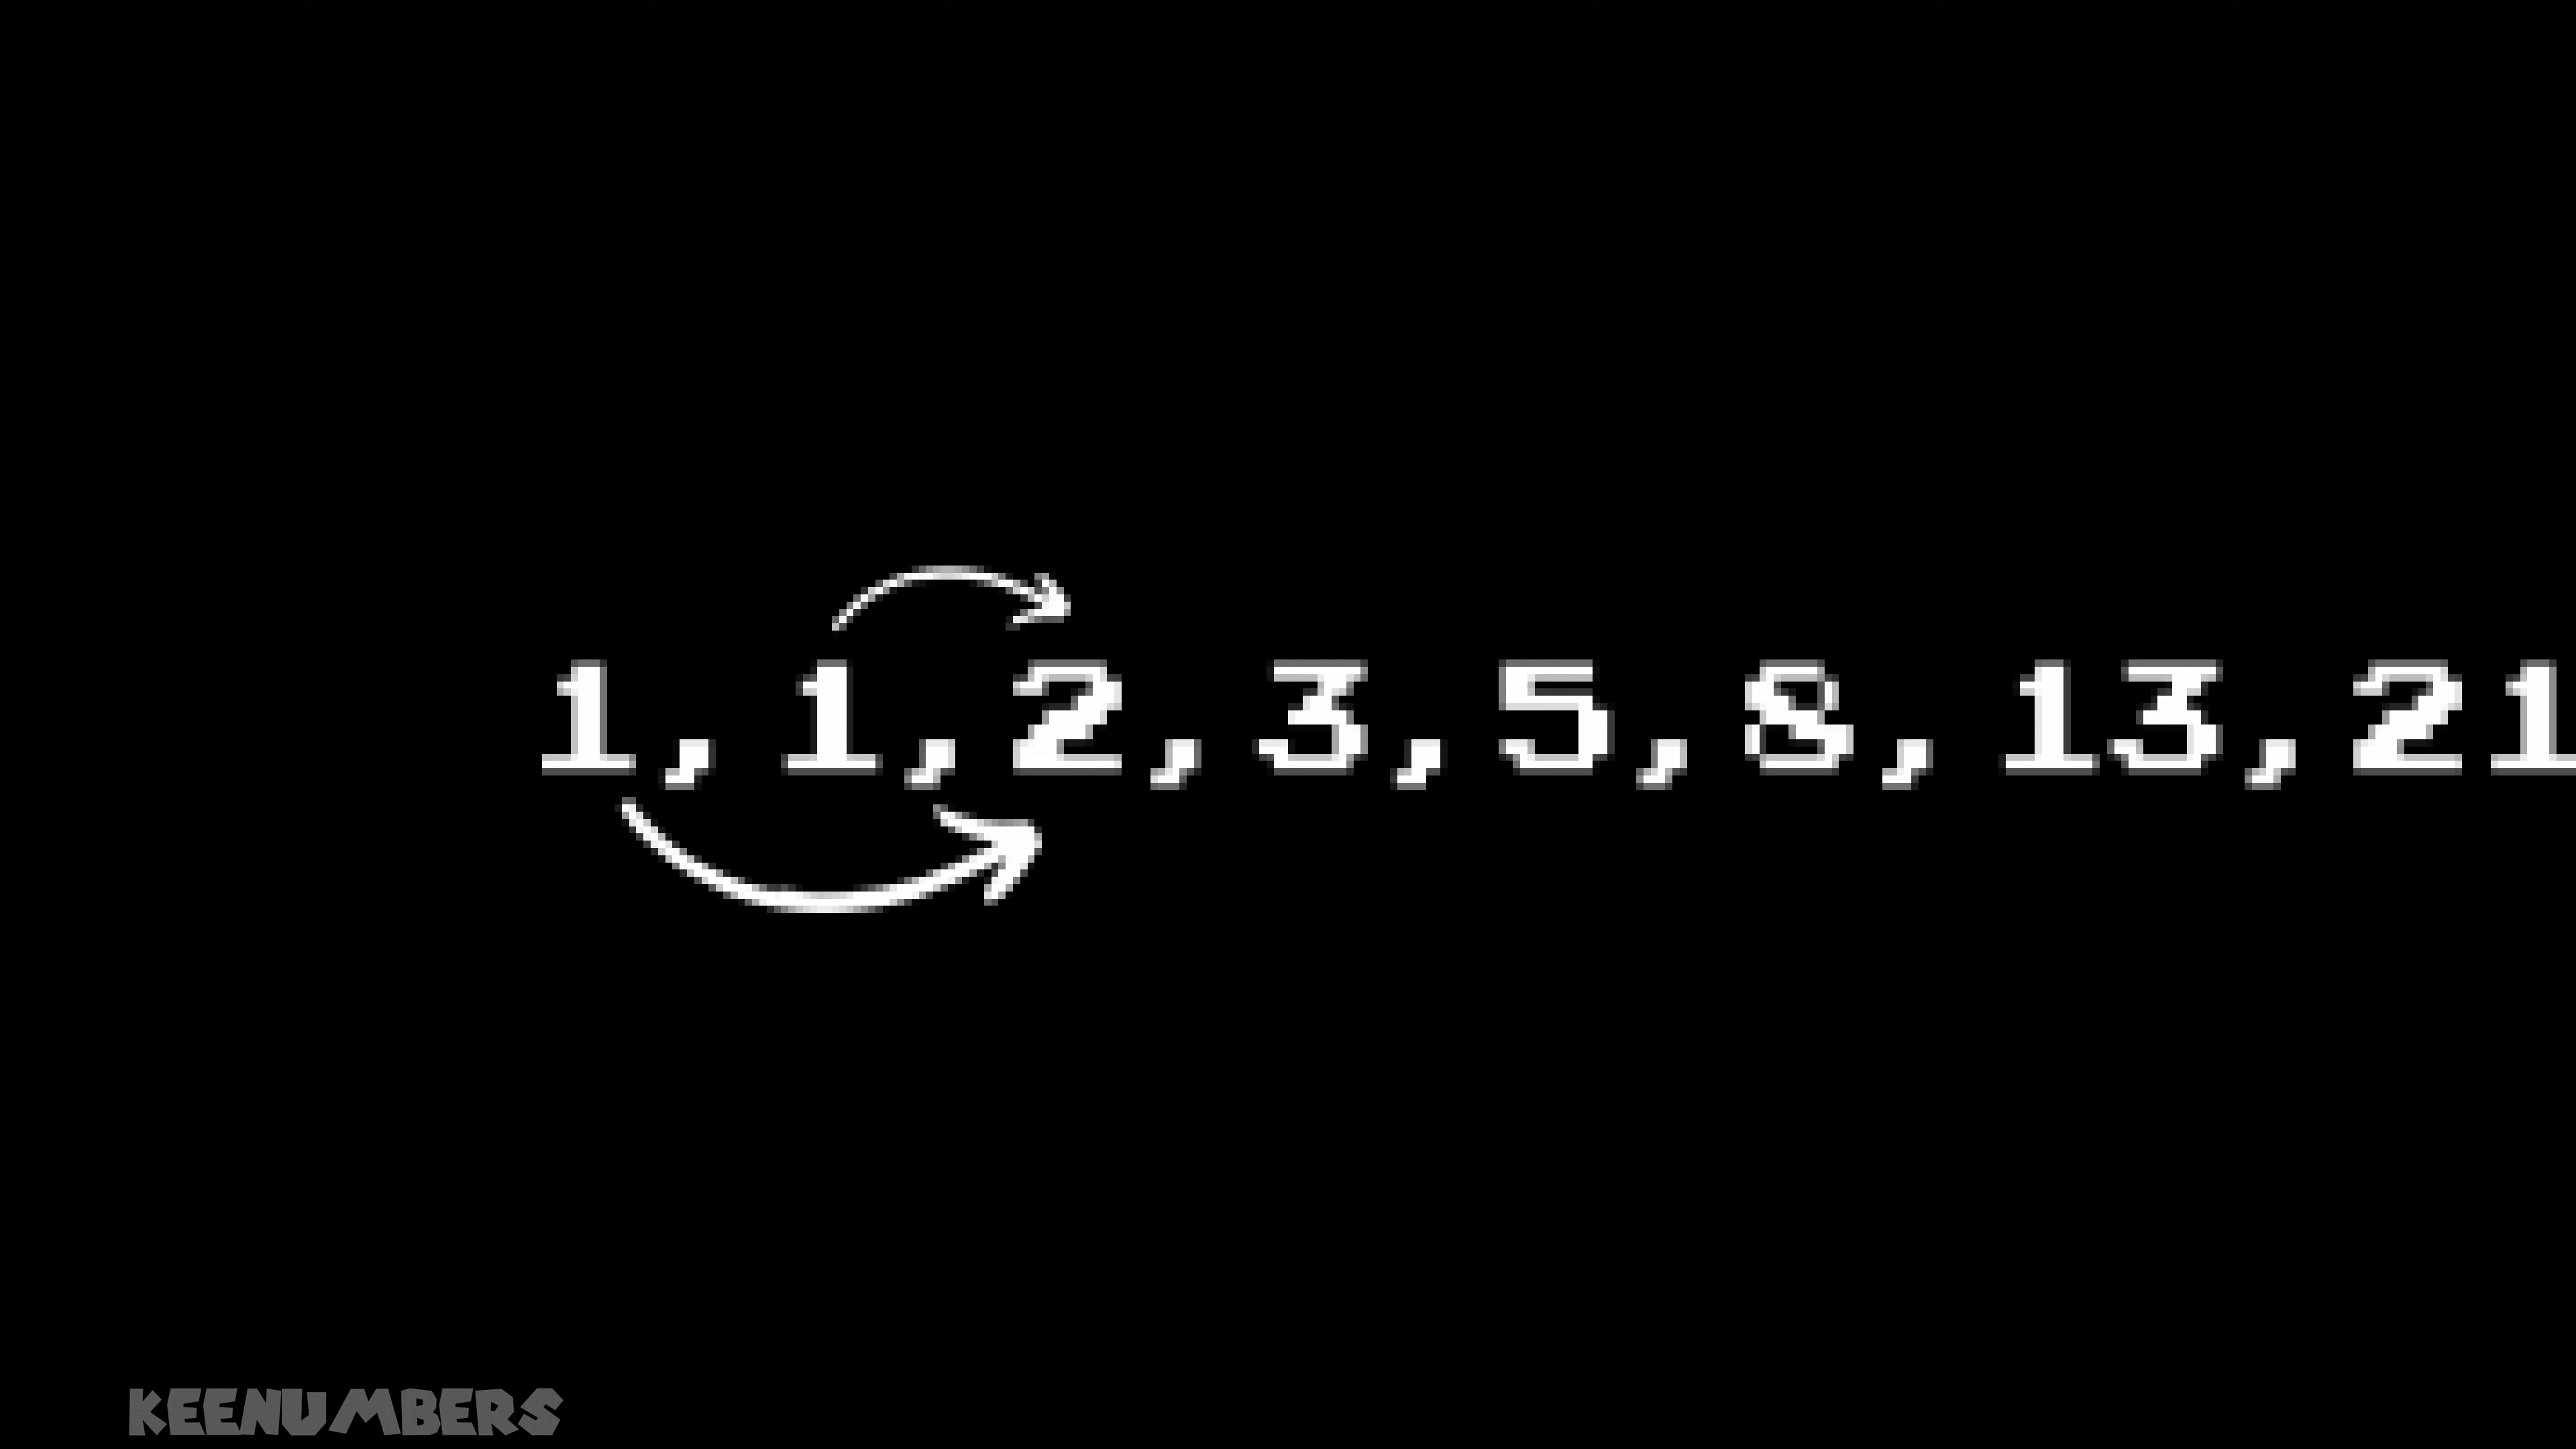 1, 1, 2, 3, 5, 8, 13, 21
KEENUMBERS